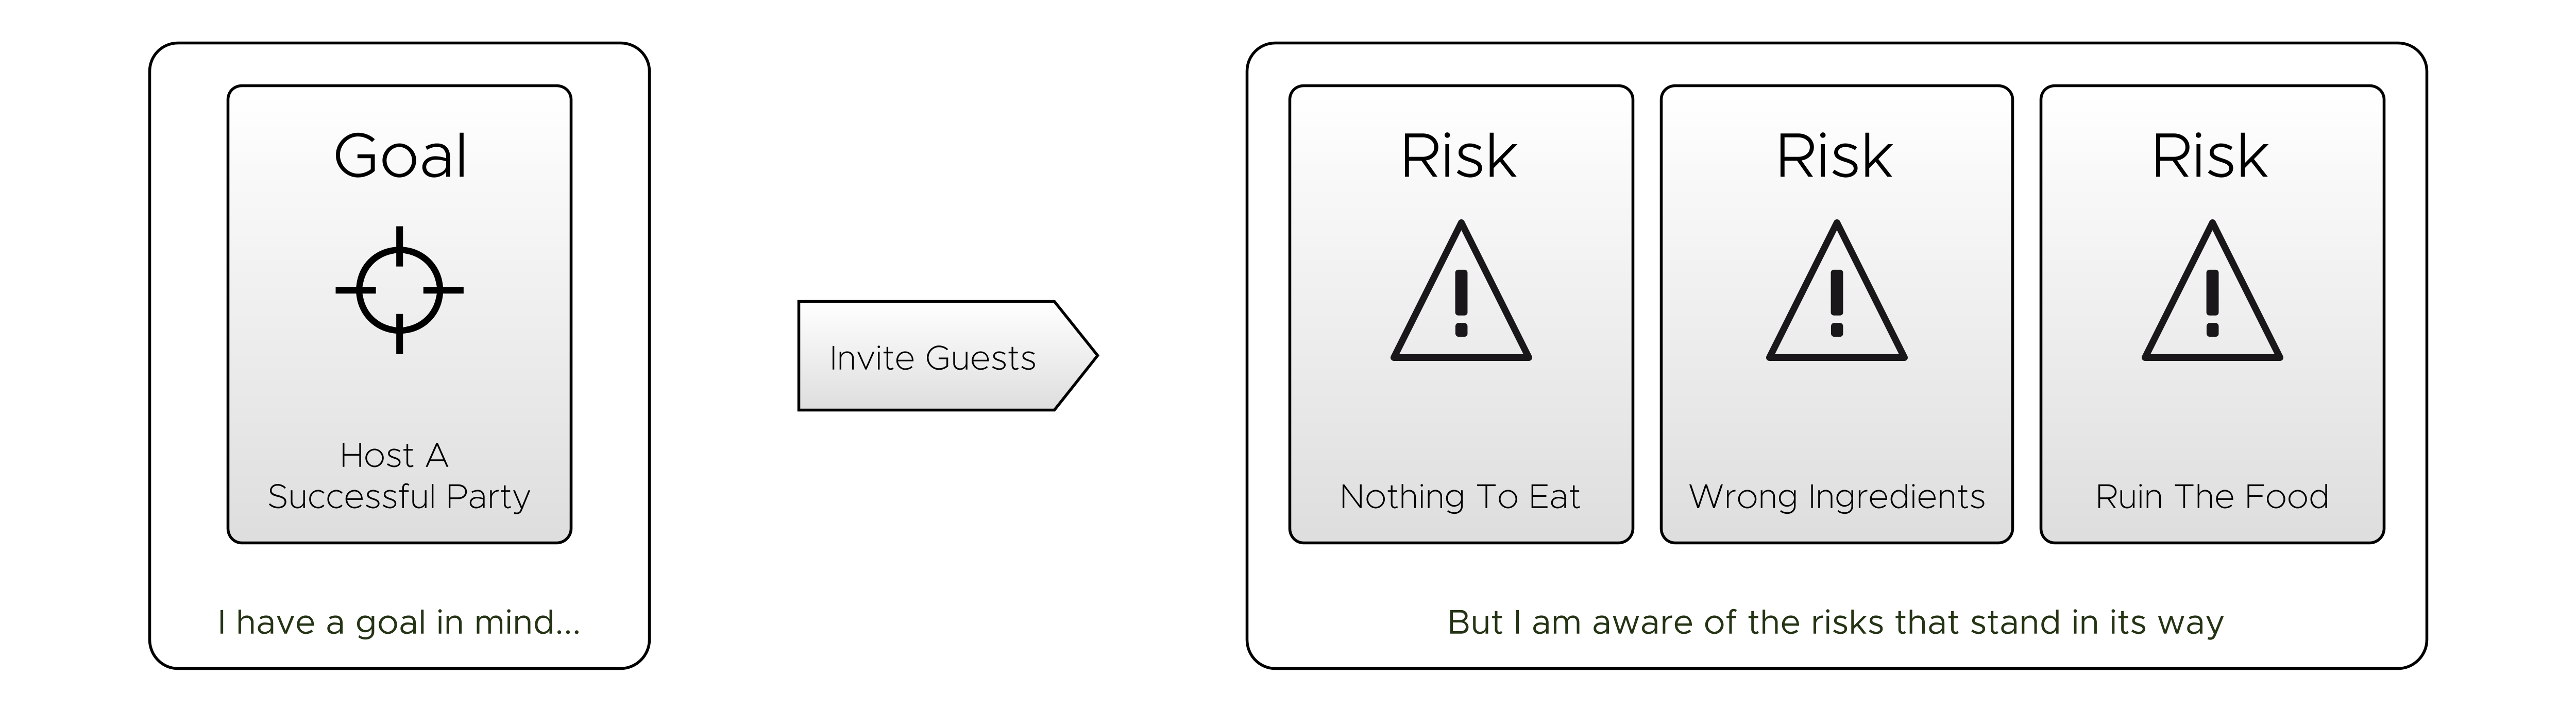 Goal
Host A
Successful Party
I have a goal in mind...
Invite Guests
Risk
Nothing To Eat
Risk
Wrong Ingredients
Risk
Ruin The Food
But I am aware of the risks that stand in its way